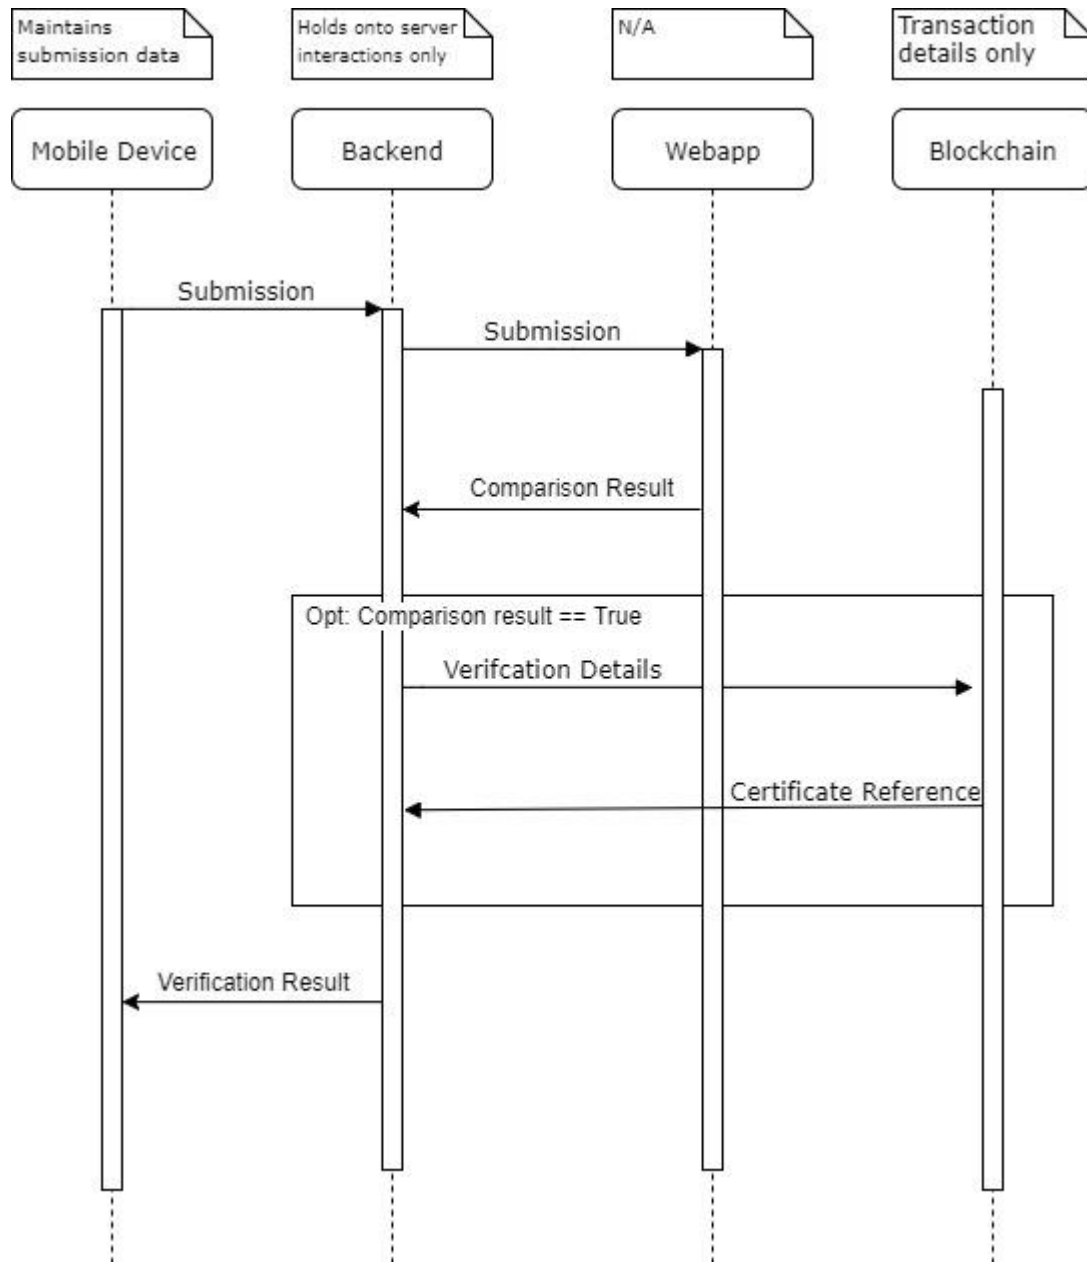 Maintains
submission data
Holds onto server
interactions only
N/A
Transaction
details only
Mobile Device
Backend
Webapp
Blockchain
Submission
Submission
Comparison Result
Opt: Comparison result == True
Verifcation Details
Certificate Reference
Verification Result